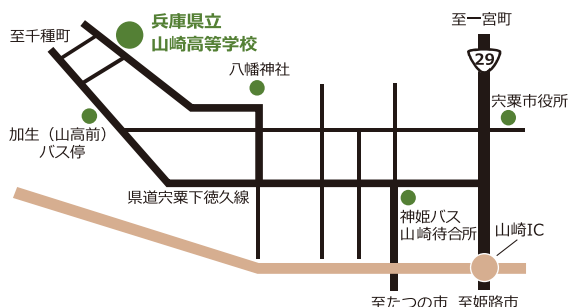 兵庫県立
山崎高等学校
至千種町
至一宮町
29
八幡神社
宍粟市役所
加生（山高前）
バス停
県道宍粟下徳久線
神姫バス
山崎待合所
山崎IC
至たつの市
至姫路市